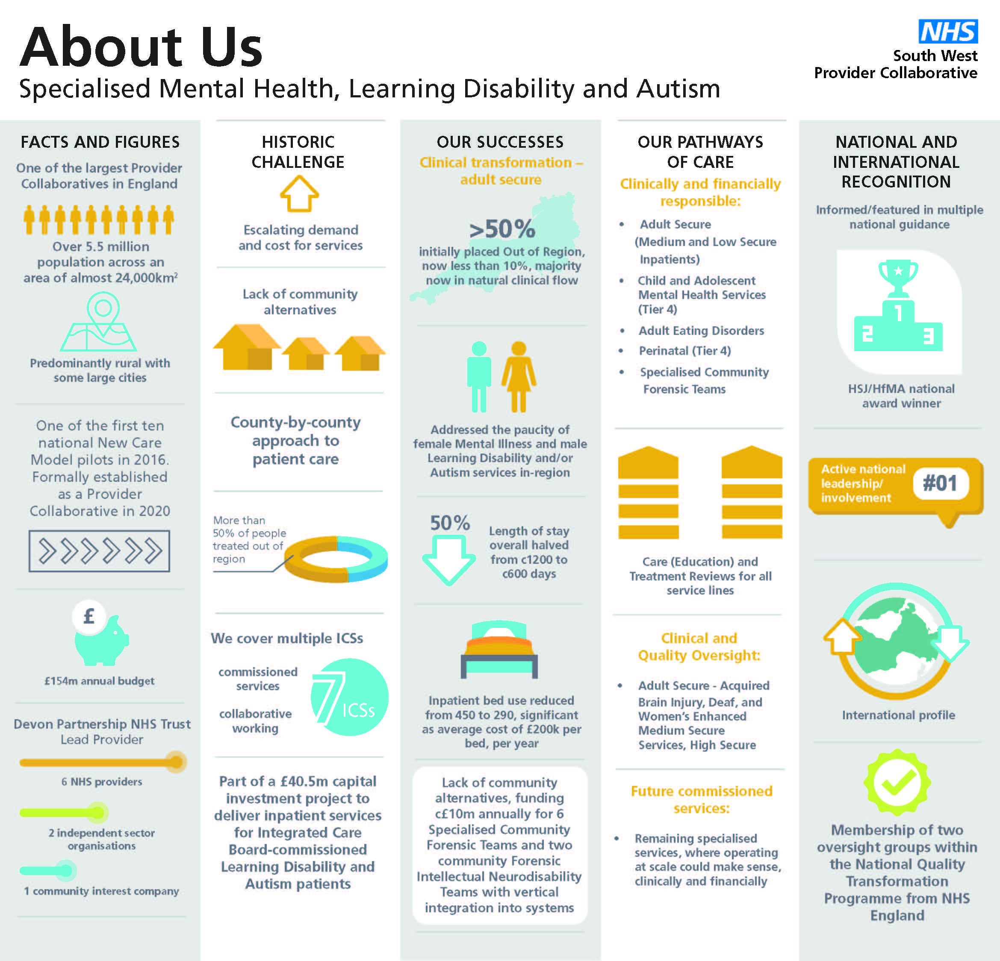 About Us
Specialised Mental Health, Learning Disability and Autism
NHS
South West
Provider Collaborative
FACTS AND FIGURES
One of the largest Provider
Collaboratives in England
Over 5.5 million
population across an
area of almost 24,000km²
Predominantly rural with
some large cities
One of the first ten
national New Care
Model pilots in 2016.
Formally established
as a Provider
Collaborative in 2020
£
£154m annual budget
Devon Partnership NHS Trust
Lead Provider
6 NHS providers
2 independent sector
organisations
1 community interest company
HISTORIC
CHALLENGE
Escalating demand
and cost for services
Lack of community
alternatives
County-by-county
approach to
patient care
More than
50% of people
treated out of
region
We cover multiple ICSs
commissioned
services
collaborative
working
7 ICSs
Part of a £40.5m capital
investment project to
deliver inpatient services
for Integrated Care
Board-commissioned
Learning Disability and
Autism patients
OUR SUCCESSES
Clinical transformation –
adult secure
>50%
initially placed Out of Region,
now less than 10%, majority
now in natural clinical flow
Addressed the paucity of
female Mental Illness and male
Learning Disability and/or
Autism services in-region
50%
Length of stay
overall halved
from c1200 to
c600 days
Inpatient bed use reduced
from 450 to 290, significant
as average cost of £200k per
bed, per year
Lack of community
alternatives, funding
c£10m annually for 6
Specialised Community
Forensic Teams and two
community Forensic
Intellectual Neurodisability
Teams with vertical
integration into systems
OUR PATHWAYS
OF CARE
Clinically and financially
responsible:
• Adult Secure
(Medium and Low Secure
Inpatients)
• Child and Adolescent
Mental Health Services
(Tier 4)
• Adult Eating Disorders
• Perinatal (Tier 4)
• Specialised Community
Forensic Teams
Care (Education) and
Treatment Reviews for all
service lines
Clinical and
Quality Oversight:
• Adult Secure - Acquired
Brain Injury, Deaf, and
Women's Enhanced
Medium Secure
Services, High Secure
Future commissioned
services:
• Remaining specialised
services, where operating
at scale could make sense,
clinically and financially
NATIONAL AND
INTERNATIONAL
RECOGNITION
Informed/featured in multiple
national guidance
1
2
3
HSJ/HfMA national
award winner
Active national
leadership/
involvement
#01
International profile
Membership of two
oversight groups within
the National Quality
Transformation
Programme from NHS
England